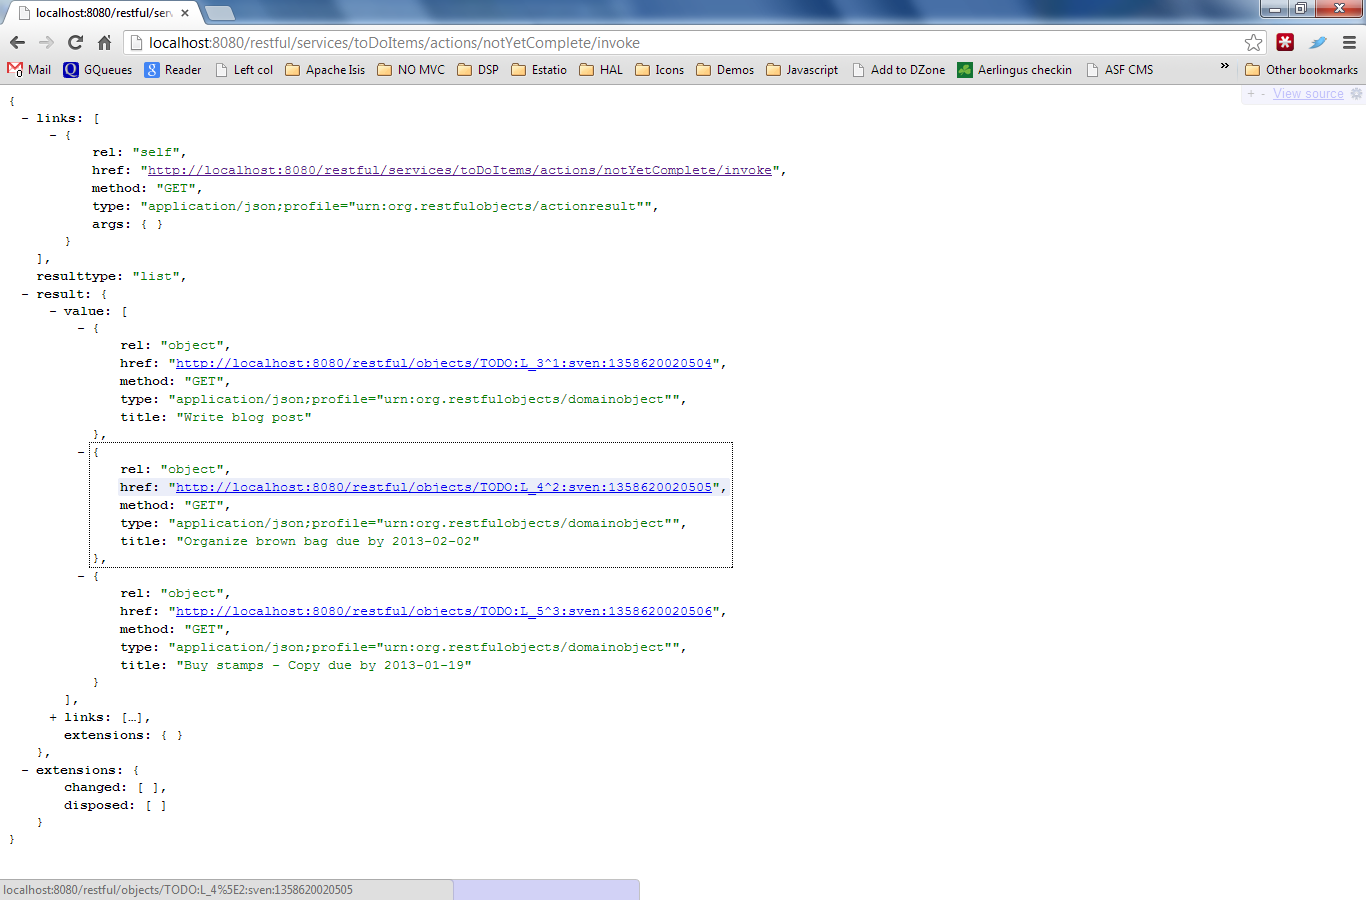 localhost:8080/restful/ser
localhost:8080/restful/services/toDoItems/actions/notYetComplete/invoke
Mail GQueues Reader Left col Apache Isis NO MVC DSP Estatio HAL Icons Demos Javascript Add to DZone Aerlingus checkin ASF CMS » Other bookmarks
+ - View source
{
- links: [
- {
rel: "self",
href: "http://localhost:8080/restful/services/toDoItems/actions/notYetComplete/invoke",
method: "GET",
type: "application/json;profile="urn:org.restfulobjects/actionresult"",
args: { }
}
],
resulttype: "list",
- result: {
- value: [
- {
rel: "object",
href: "http://localhost:8080/restful/objects/TODO:L_3^1:sven:1358620020504",
method: "GET",
type: "application/json;profile="urn:org.restfulobjects/domainobject"",
title: "Write blog post"
},
- {
rel: "object",
href: "http://localhost:8080/restful/objects/TODO:L_4^2:sven:1358620020505",
method: "GET",
type: "application/json;profile="urn:org.restfulobjects/domainobject"",
title: "Organize brown bag due by 2013-02-02"
},
- {
rel: "object",
href: "http://localhost:8080/restful/objects/TODO:L_5^3:sven:1358620020506",
method: "GET",
type: "application/json;profile="urn:org.restfulobjects/domainobject"",
title: "Buy stamps - Copy due by 2013-01-19"
}
],
+ links: […],
extensions: { }
},
- extensions: {
changed: [ ],
disposed: [ ]
}
}
localhost:8080/restful/objects/TODO:L_4%5E2:sven:1358620020505